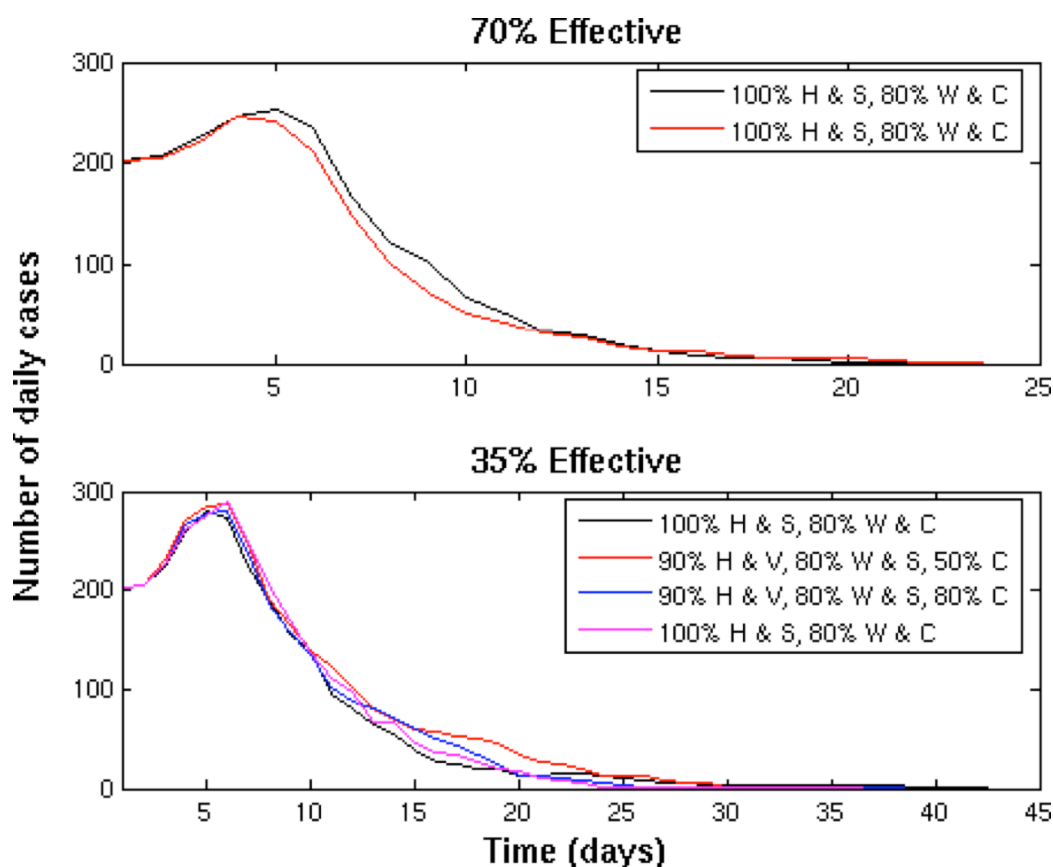 70% Effective
300
200
100
0
5
10
15
20
25
100% H & S, 80% W & C
100% H & S, 80% W & C
Number of daily cases
35% Effective
300
200
100
0
5
10
15
20
25
30
35
40
45
100% H & S, 80% W & C
90% H & V, 80% W & S, 50% C
90% H & V, 80% W & S, 80% C
100% H & S, 80% W & C
Time (days)